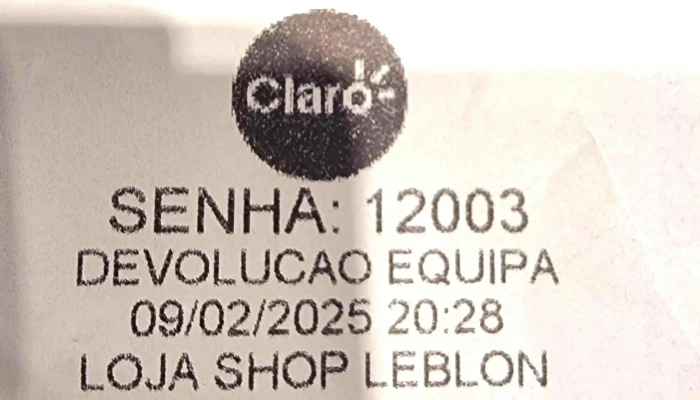 Claro
SENHA: 12003
DEVOLUCAO EQUIPA
09/02/2025 20:28
LOJA SHOP LEBLON